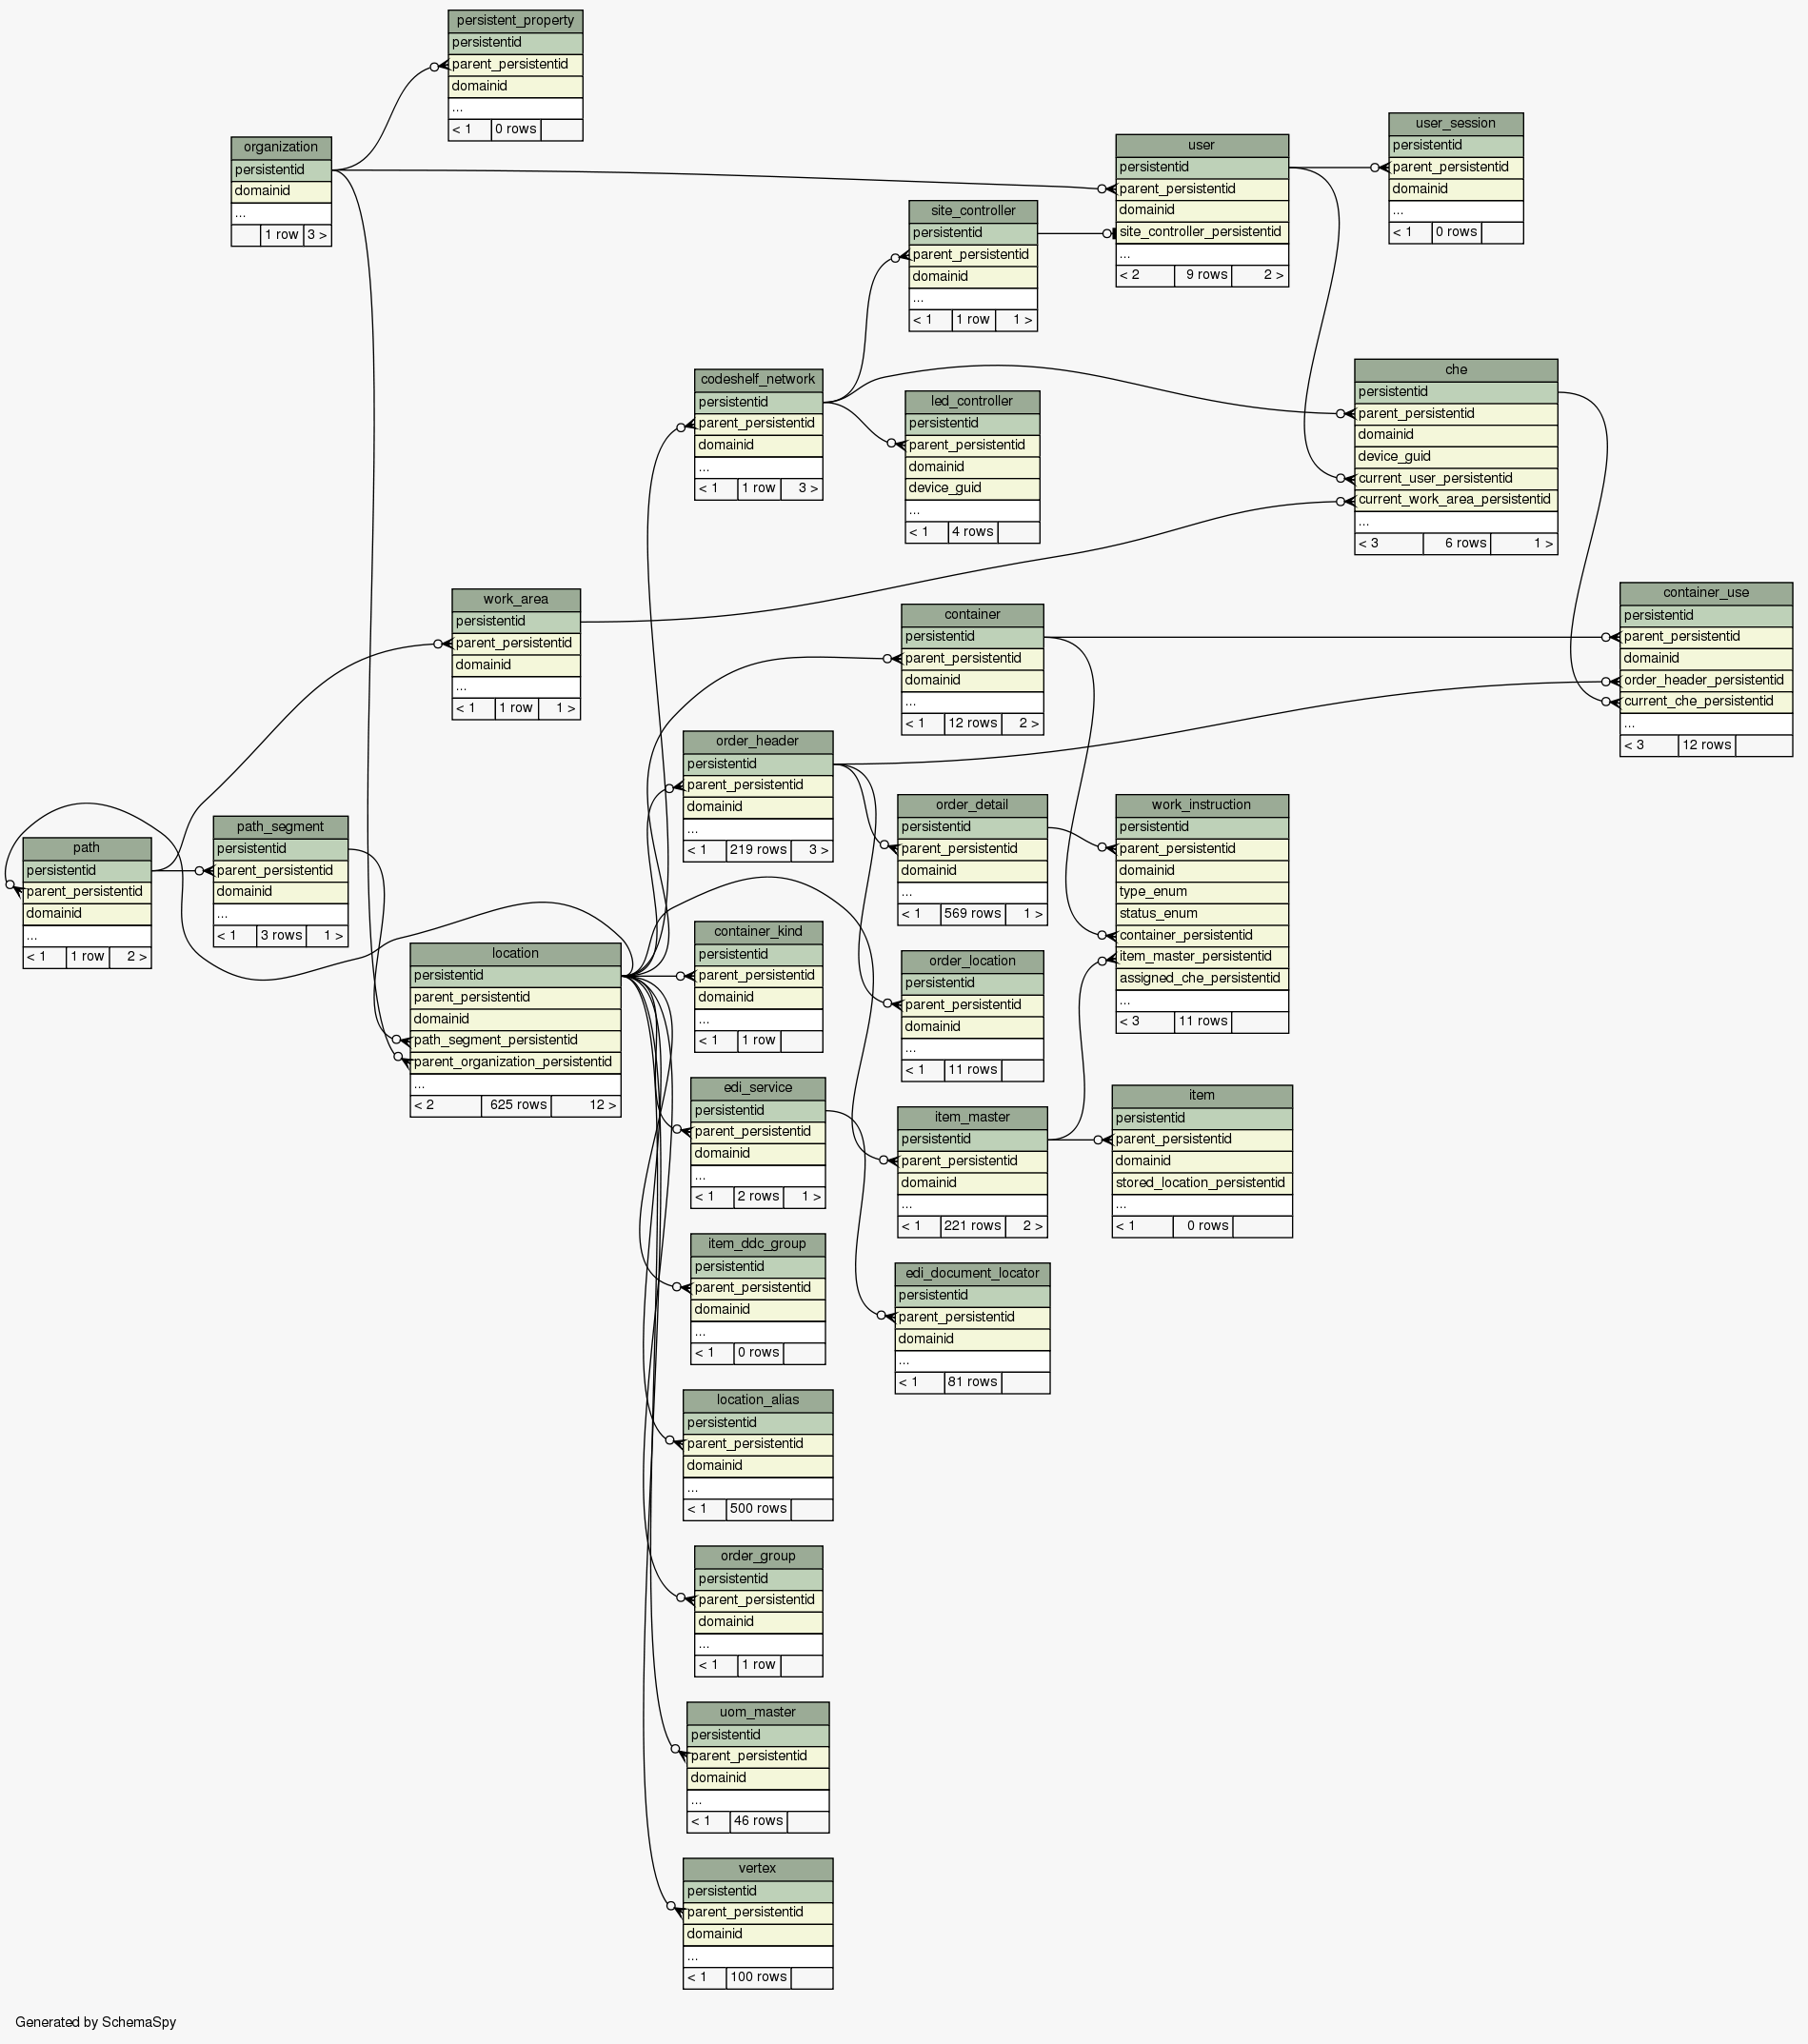 persistent_property
persistentid
parent_persistentid
domainid
...
< 1 0 rows
organization
persistentid
domainid
...
1 row 3 >
user_session
persistentid
parent_persistentid
domainid
...
< 1 0 rows
user
persistentid
parent_persistentid
domainid
site_controller_persistentid
...
< 2 9 rows 2 >
site_controller
persistentid
parent_persistentid
domainid
...
< 1 1 row 1 >
che
persistentid
parent_persistentid
domainid
device_guid
current_user_persistentid
current_work_area_persistentid
...
< 3 6 rows 1 >
codeshelf_network
persistentid
parent_persistentid
domainid
...
< 1 1 row 3 >
led_controller
persistentid
parent_persistentid
domainid
device_guid
...
< 1 4 rows
container_use
persistentid
parent_persistentid
domainid
order_header_persistentid
current_che_persistentid
...
< 3 12 rows
work_area
persistentid
parent_persistentid
domainid
...
< 1 1 row 1 >
container
persistentid
parent_persistentid
domainid
...
< 1 12 rows 2 >
order_header
persistentid
parent_persistentid
domainid
...
< 1 219 rows 3 >
order_detail
persistentid
parent_persistentid
domainid
...
< 1 569 rows 1 >
work_instruction
persistentid
parent_persistentid
domainid
type_enum
status_enum
container_persistentid
item_master_persistentid
assigned_che_persistentid
...
< 3 11 rows
path
persistentid
parent_persistentid
domainid
...
< 1 1 row 2 >
path_segment
persistentid
parent_persistentid
domainid
...
< 1 3 rows 1 >
location
persistentid
parent_persistentid
domainid
path_segment_persistentid
parent_organization_persistentid
...
< 2 625 rows 12 >
container_kind
persistentid
parent_persistentid
domainid
...
< 1 1 row
order_location
persistentid
parent_persistentid
domainid
...
< 1 11 rows
edi_service
persistentid
parent_persistentid
domainid
...
< 1 2 rows 1 >
item_master
persistentid
parent_persistentid
domainid
...
< 1 221 rows 2 >
item
persistentid
parent_persistentid
domainid
stored_location_persistentid
...
< 1 0 rows
item_ddc_group
persistentid
parent_persistentid
domainid
...
< 1 0 rows
edi_document_locator
persistentid
parent_persistentid
domainid
...
< 1 81 rows
location_alias
persistentid
parent_persistentid
domainid
...
< 1 500 rows
order_group
persistentid
parent_persistentid
domainid
...
< 1 1 row
uom_master
persistentid
parent_persistentid
domainid
...
< 1 46 rows
vertex
persistentid
parent_persistentid
domainid
...
< 1 100 rows
Generated by SchemaSpy